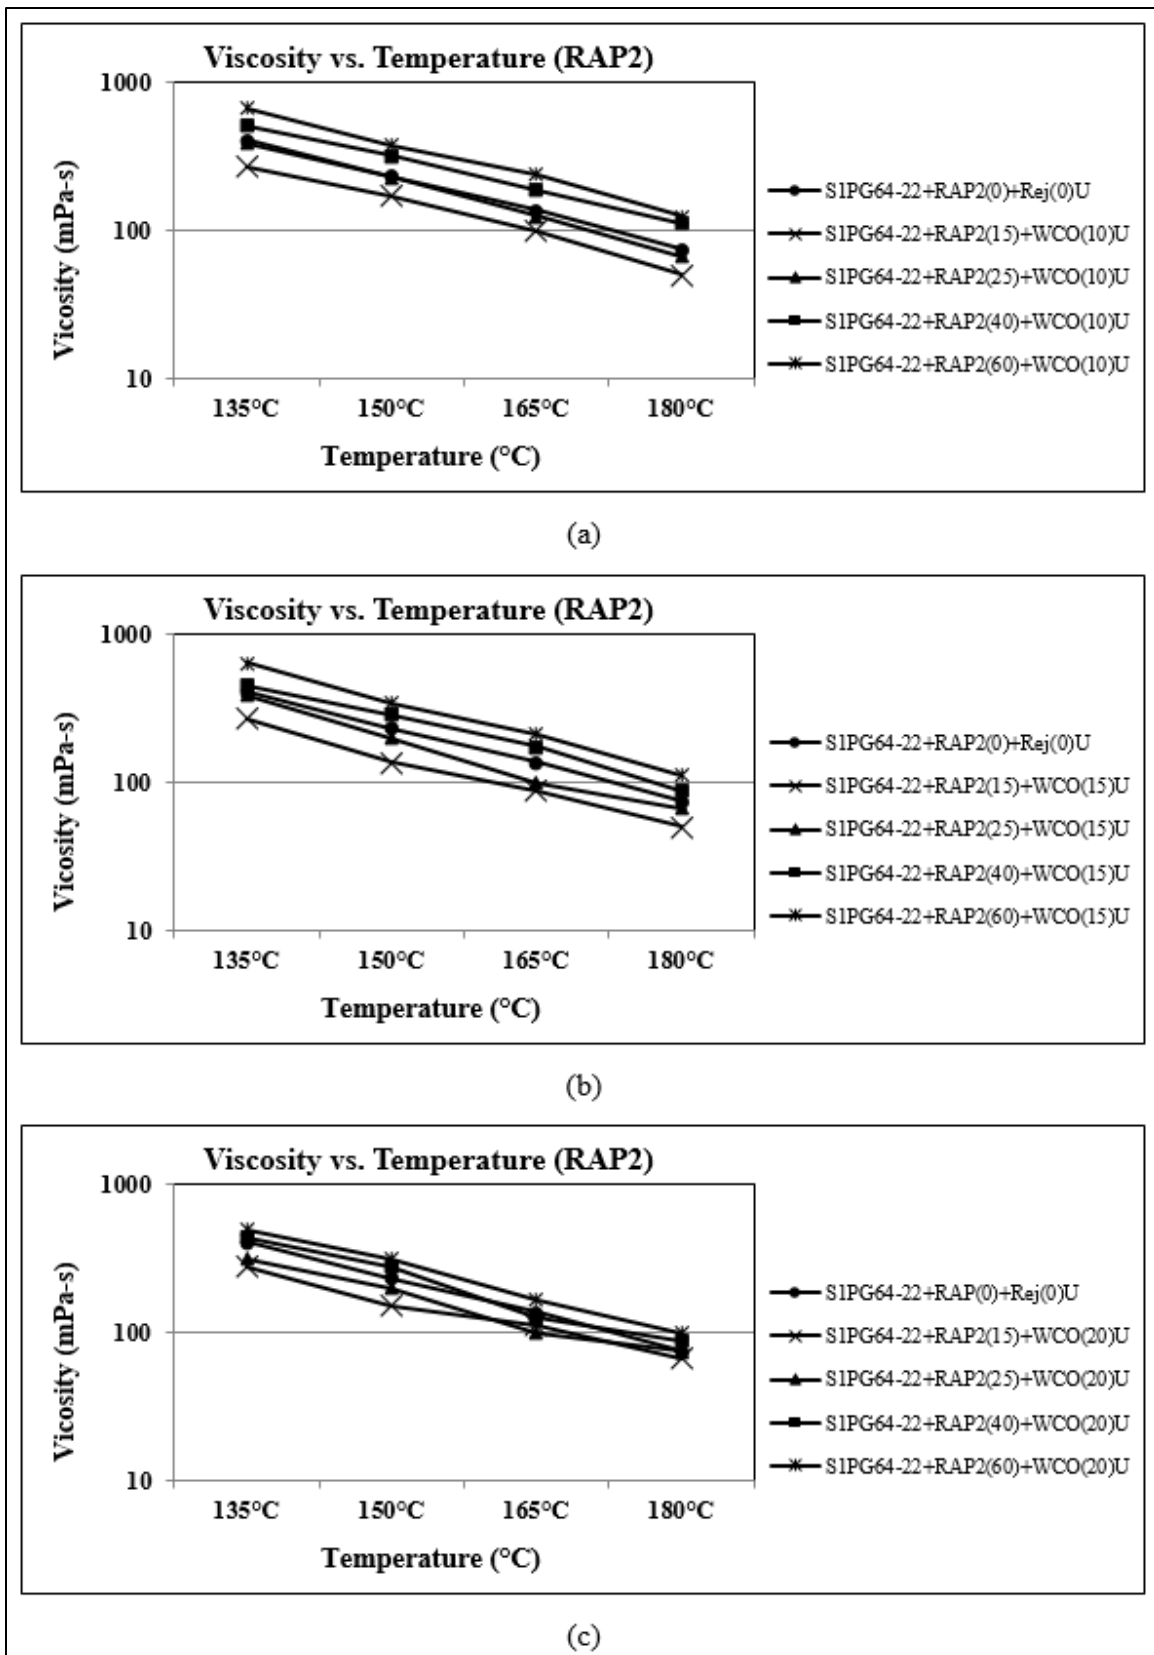 Viscosity vs. Temperature (RAP2)
1000
100
10
Vicosity (mPa-s)
135°C 150°C 165°C 180°C
Temperature (°C)
S1PG64-22+RAP2(0)+Rej(0)U
S1PG64-22+RAP2(15)+WCO(10)U
S1PG64-22+RAP2(25)+WCO(10)U
S1PG64-22+RAP2(40)+WCO(10)U
S1PG64-22+RAP2(60)+WCO(10)U
(a)
Viscosity vs. Temperature (RAP2)
1000
100
10
Vicosity (mPa-s)
135°C 150°C 165°C 180°C
Temperature (°C)
S1PG64-22+RAP2(0)+Rej(0)U
S1PG64-22+RAP2(15)+WCO(15)U
S1PG64-22+RAP2(25)+WCO(15)U
S1PG64-22+RAP2(40)+WCO(15)U
S1PG64-22+RAP2(60)+WCO(15)U
(b)
Viscosity vs. Temperature (RAP2)
1000
100
10
Vicosity (mPa-s)
135°C 150°C 165°C 180°C
Temperature (°C)
S1PG64-22+RAP(0)+Rej(0)U
S1PG64-22+RAP2(15)+WCO(20)U
S1PG64-22+RAP2(25)+WCO(20)U
S1PG64-22+RAP2(40)+WCO(20)U
S1PG64-22+RAP2(60)+WCO(20)U
(c)